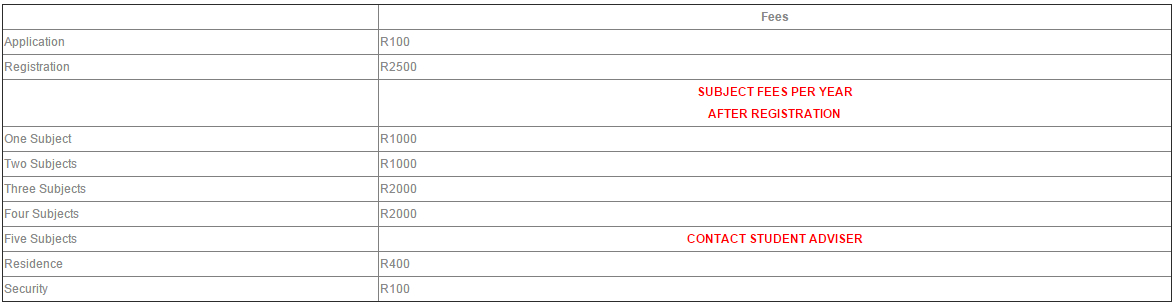 Fees
Application R100
Registration R2500
SUBJECT FEES PER YEAR
AFTER REGISTRATION
One Subject R1000
Two Subjects R1000
Three Subjects R2000
Four Subjects R2000
Five Subjects CONTACT STUDENT ADVISER
Residence R400
Security R100